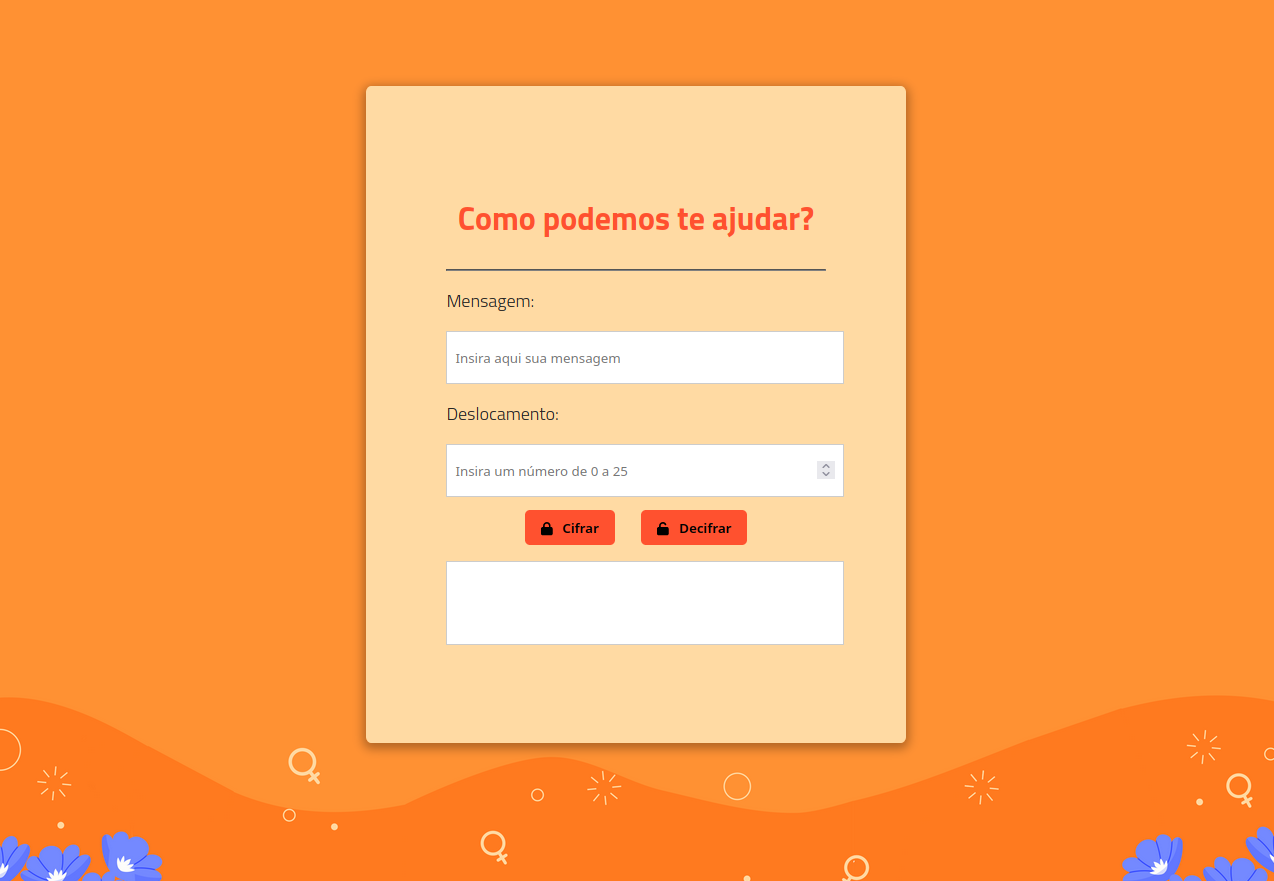 Como podemos te ajudar?
Mensagem:
Insira aqui sua mensagem
Deslocamento:
Insira um número de 0 a 25
Cifrar Decifrar